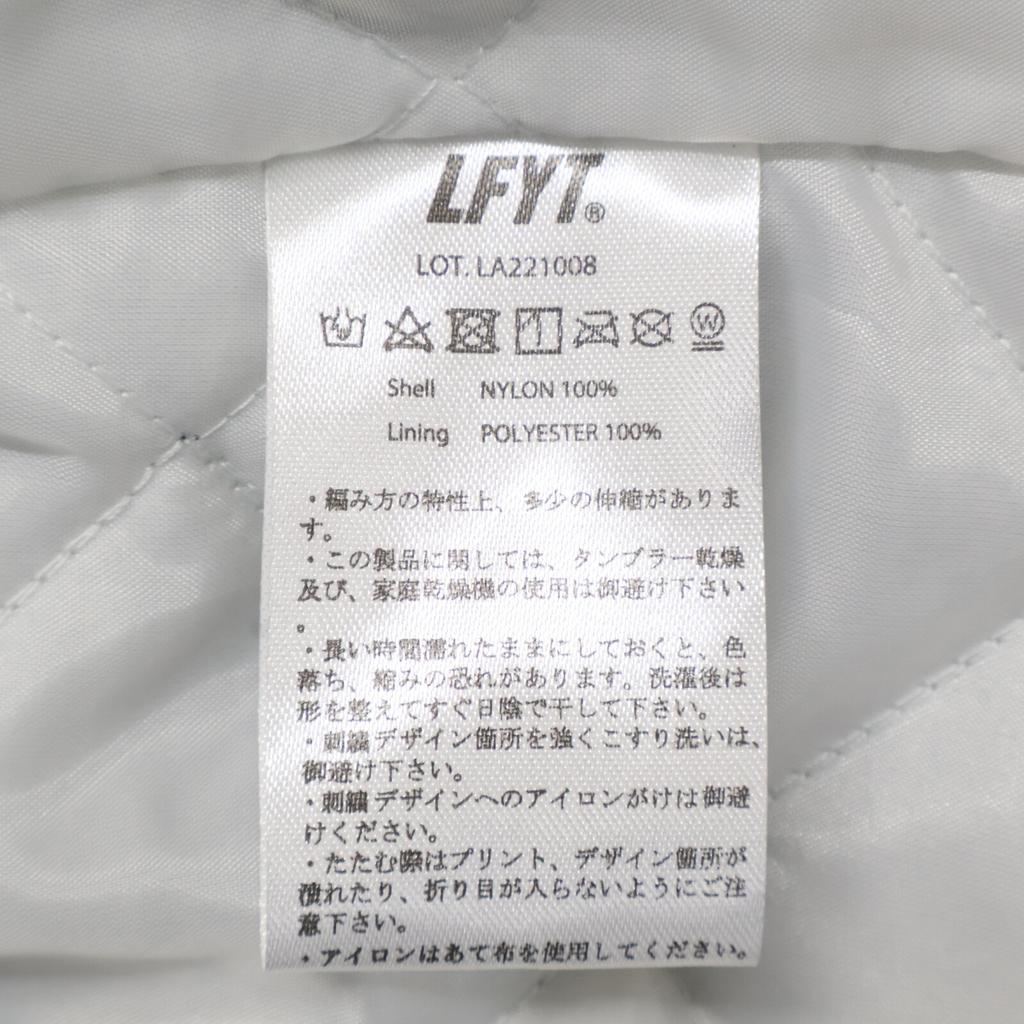 LFYT®
LOT. LA221008
W
Shell NYLON 100%
Lining POLYESTER 100%
・編み方の特性上、多少の伸縮がありま
す。
・この製品に関しては、タンブラー乾燥
及び、家庭乾燥機の使用は御避け下さい
。
・長い時間濡れたままにしておくと、色
落ち、縮みの恐れがあります。洗濯後は
形を整えてすぐ日陰で干して下さい。
・刺繍デザイン箇所を強くこすり洗いは、
御避け下さい。
・刺繍デザインへのアイロンがけは御避
けください。
・たたむ際はプリント、デザイン箇所が
潰れたり、折り目が入らないようにご注
意下さい。
・アイロンはあて布を使用してください。